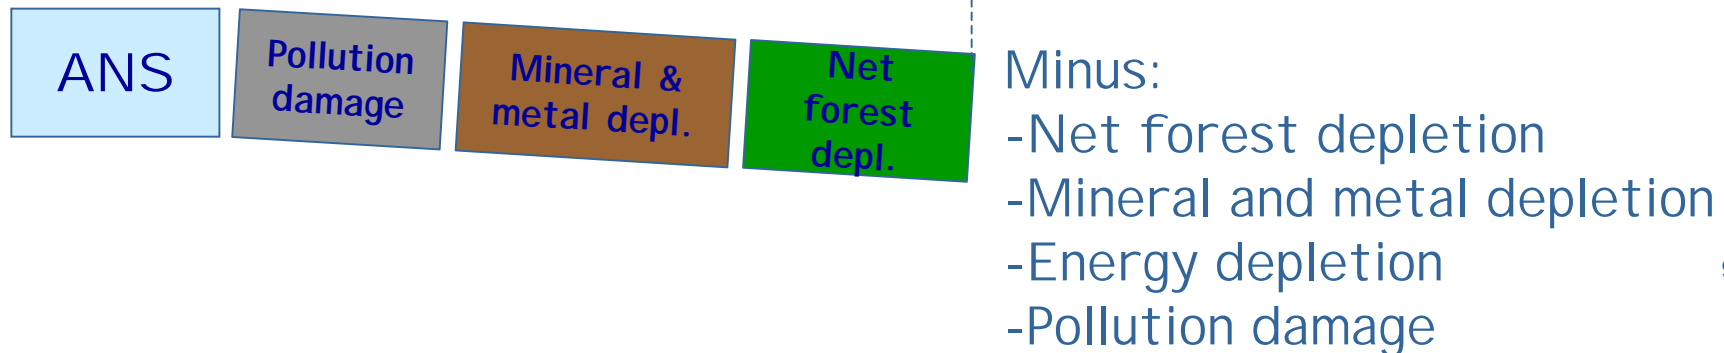 ANS
Pollution
damage
Mineral &
metal depl.
Net
forest
depl.
Minus:
-Net forest depletion
-Mineral and metal depletion
-Energy depletion
-Pollution damage